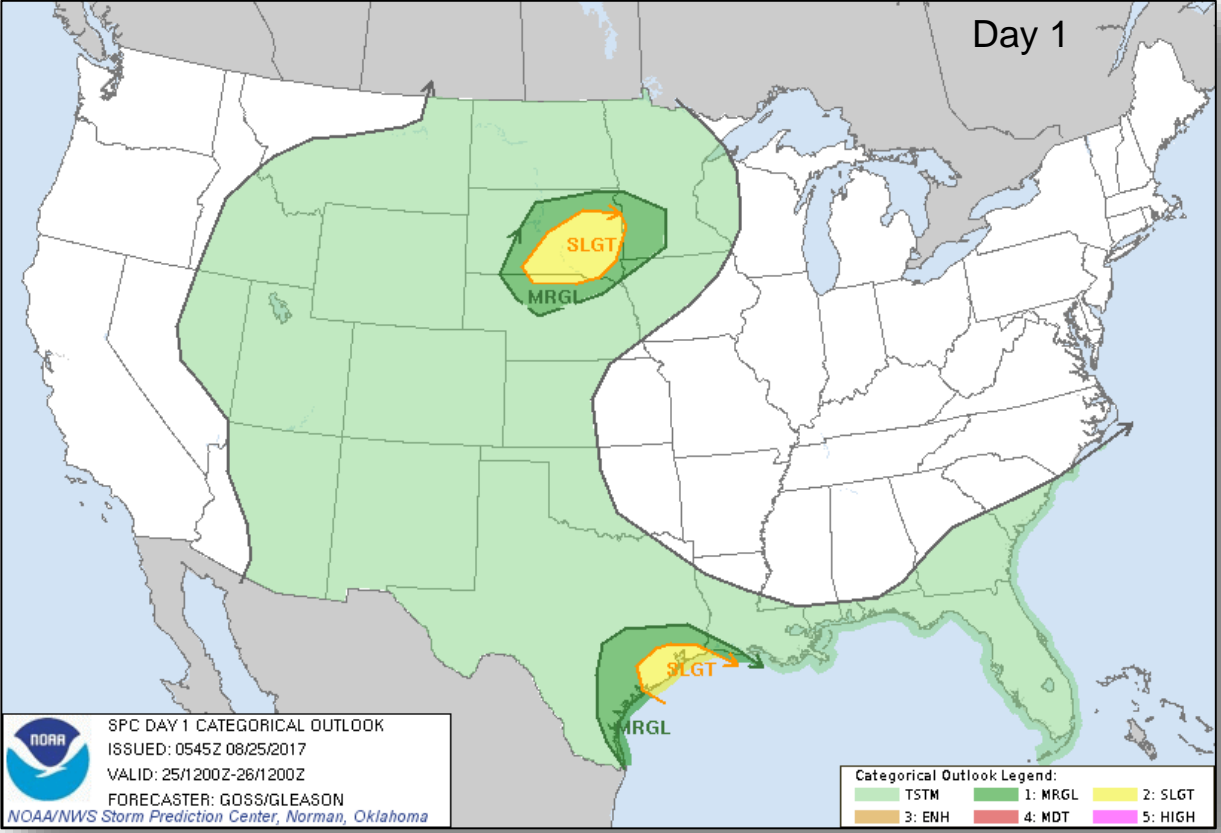 Day 1
SLGT
MRGL
SLGT
MRGL
NOAA
SPC DAY 1 CATEGORICAL OUTLOOK
ISSUED: 0545Z 08/25/2017
VALID: 25/1200Z-26/1200Z
FORECASTER: GOSS/GLEASON
NOAA/NWS Storm Prediction Center, Norman, Oklahoma
Categorical Outlook Legend:
TSTM 1: MRGL 2: SLGT
3: ENH 4: MDT 5: HIGH